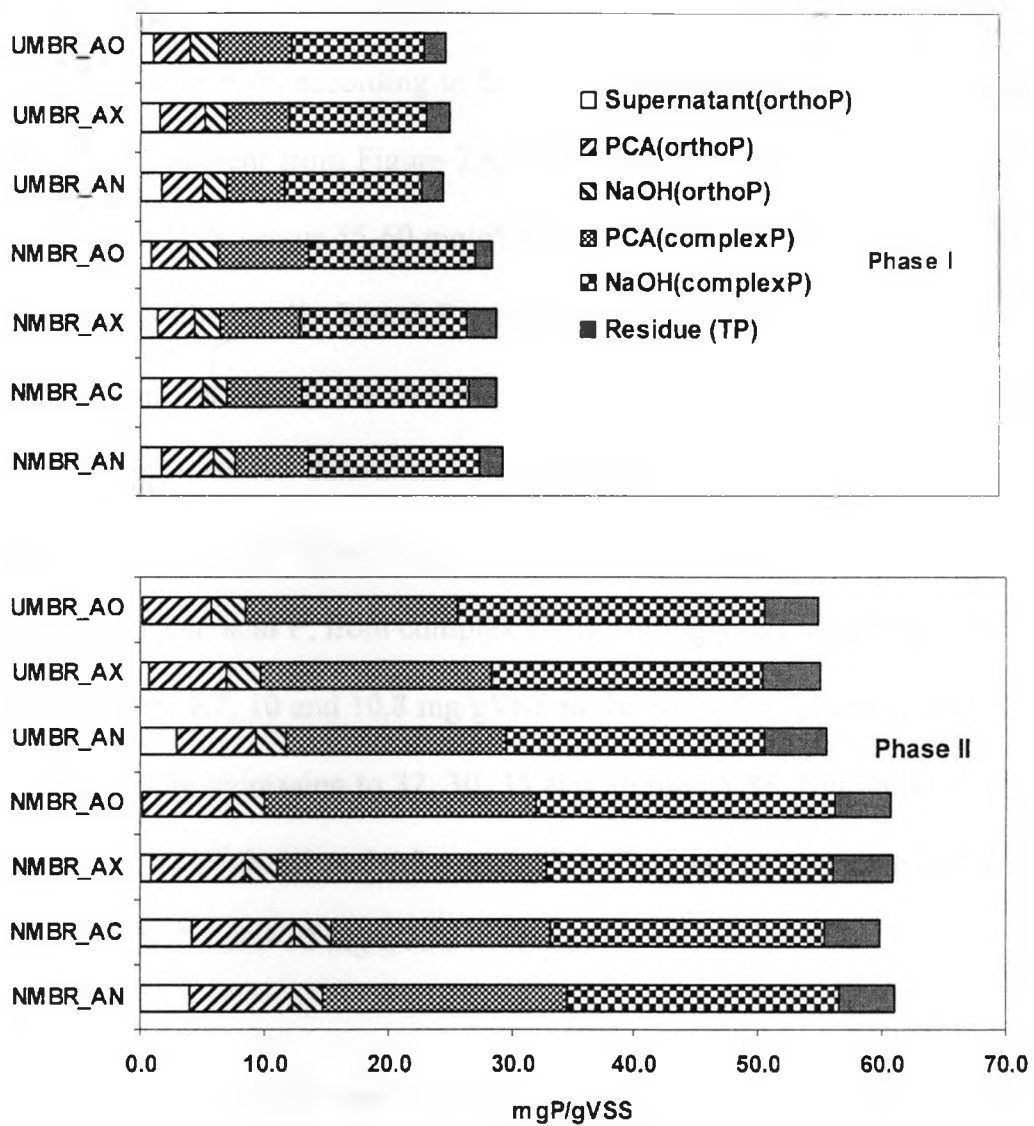 UMBR_AO
UMBR_AX
UMBR_AN
NMBR_AO
NMBR_AX
NMBR_AC
NMBR_AN
Supernatant(orthoP)
PCA(orthoP)
NaOH(orthoP)
PCA(complexP)
NaOH(complexP)
Residue (TP)
Phase I
UMBR_AO
UMBR_AX
UMBR_AN
NMBR_AO
NMBR_AX
NMBR_AC
NMBR_AN
Phase II
0.0 10.0 20.0 30.0 40.0 50.0 60.0 70.0
mgP/gVSS